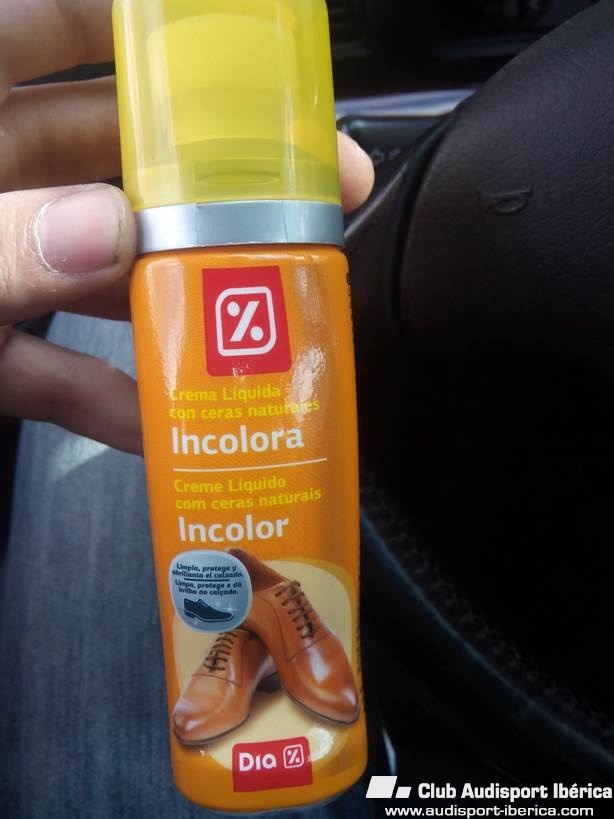 %
Crema Líquida
con ceras naturales
Incolora
Creme Líquido
com ceras naturais
Incolor
Limpia, protege y
abrillanta el calzado.
Limpa, protege e dá
brilho ao calçado.
Dia %
Club Audisport Ibérica
www.audisport-iberica.com